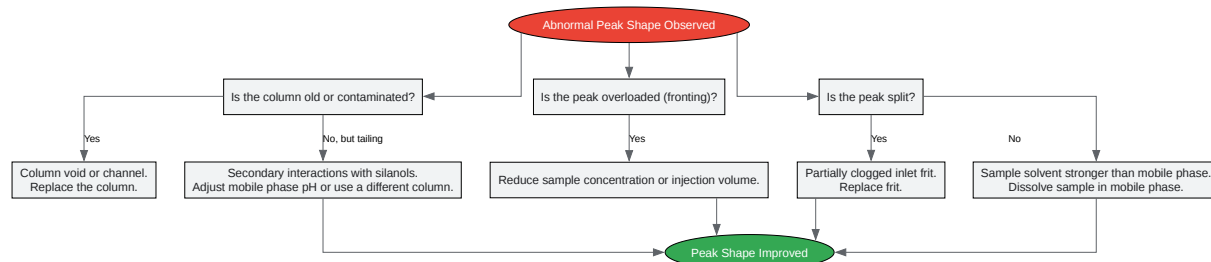 Abnormal Peak Shape Observed
Is the column old or contaminated?
Is the peak overloaded (fronting)?
Is the peak split?
Yes
No, but tailing
Yes
Yes
No
Column void or channel.
Replace the column.
Secondary interactions with silanols.
Adjust mobile phase pH or use a different column.
Reduce sample concentration or injection volume.
Partially clogged inlet frit.
Replace frit.
Sample solvent stronger than mobile phase.
Dissolve sample in mobile phase.
Peak Shape Improved